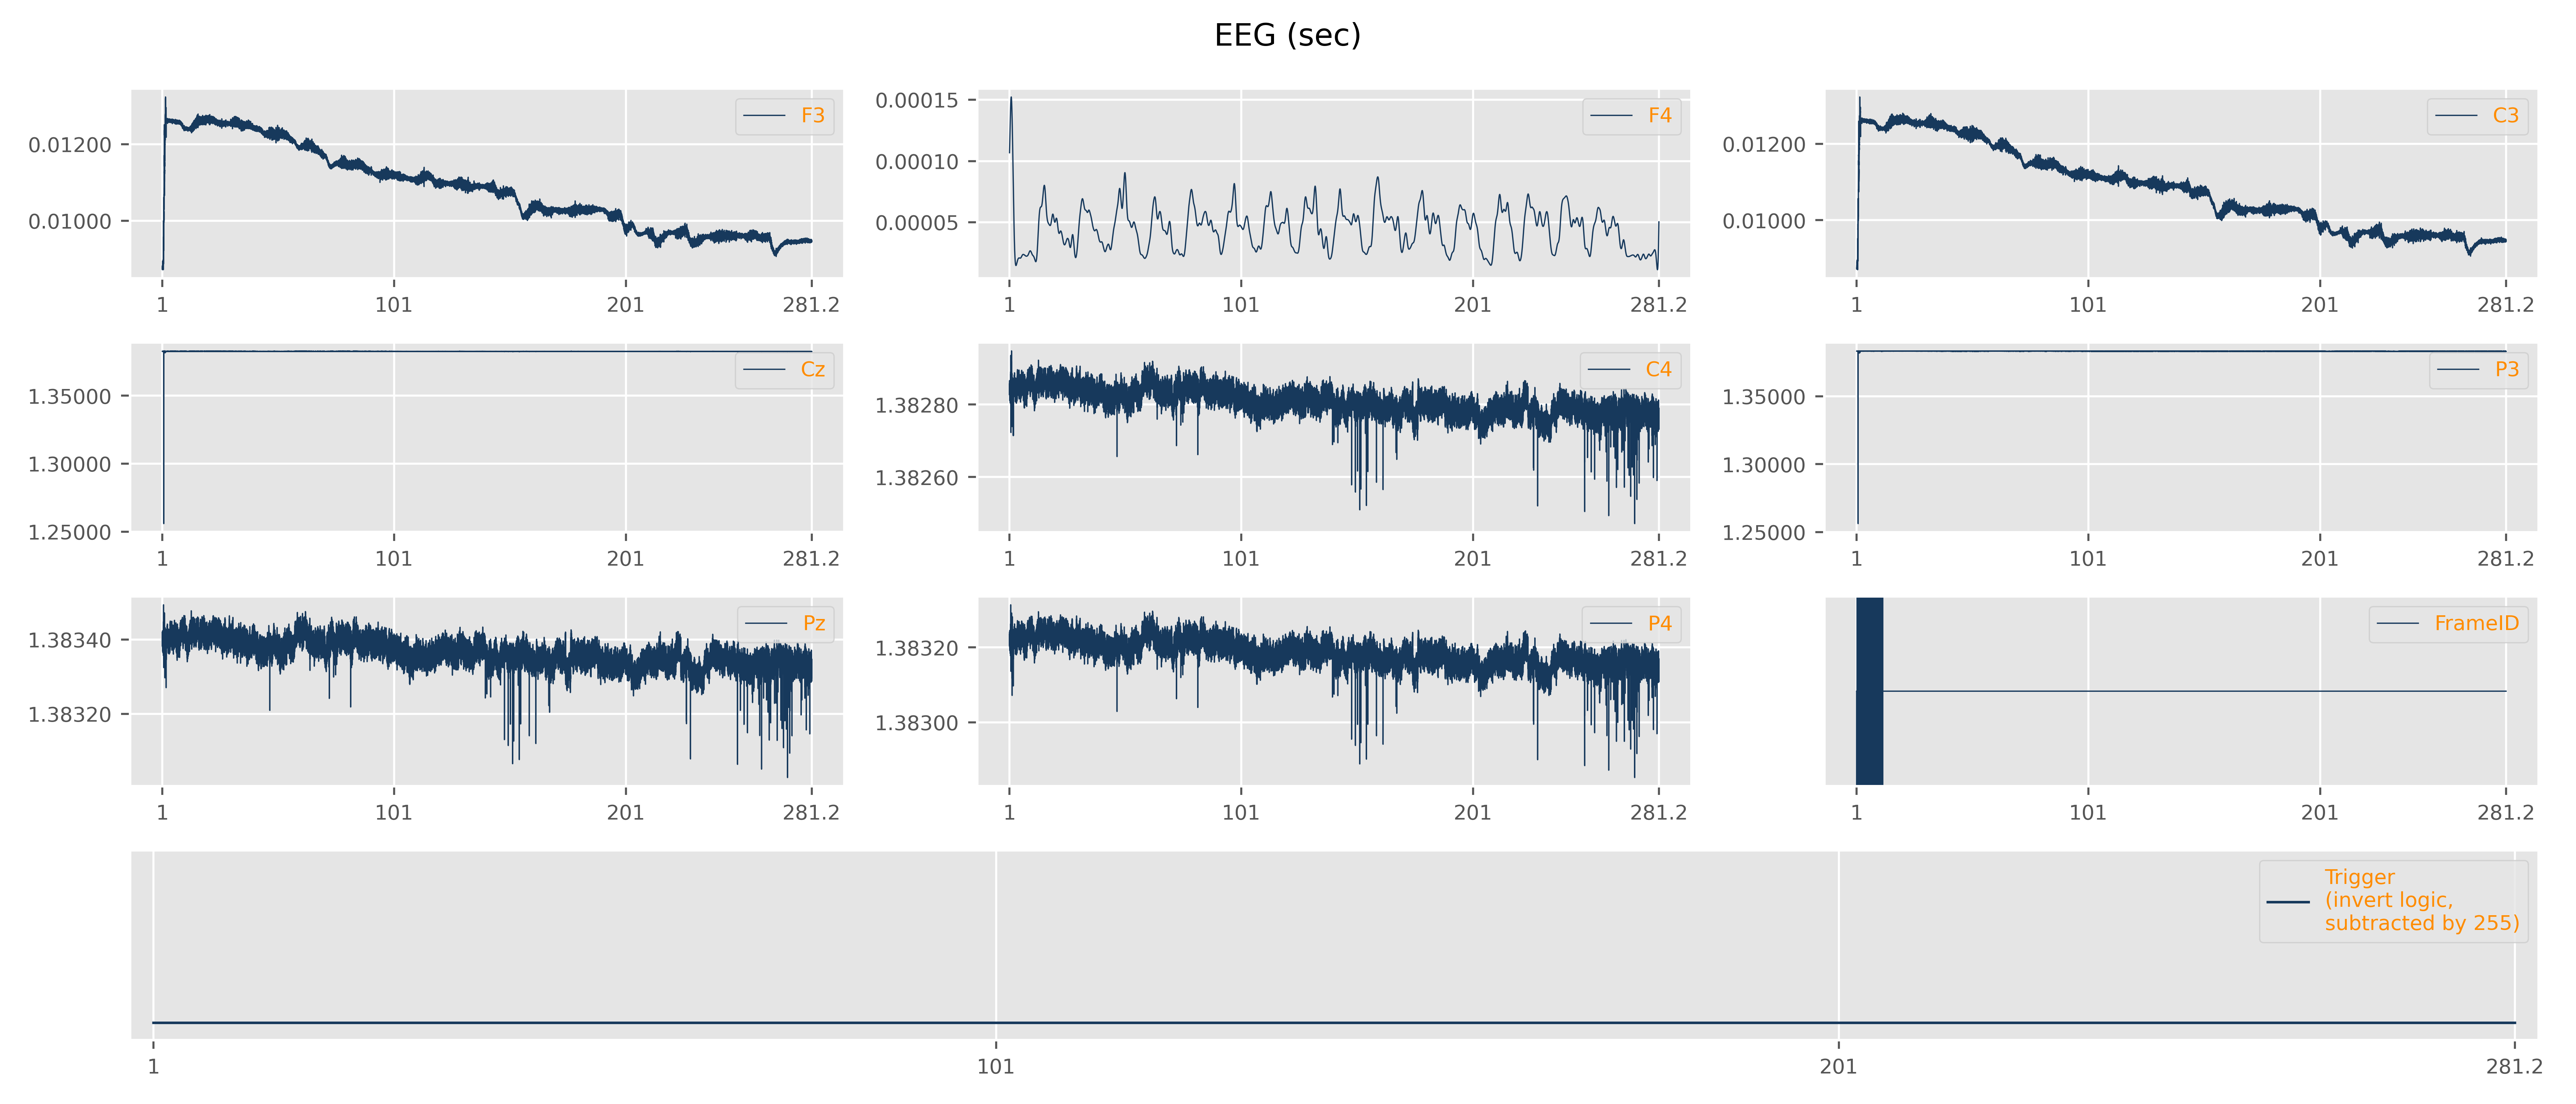 EEG (sec)
F3
0.01200
0.01000
1 101 201 281.2
F4
0.00015
0.00010
0.00005
1 101 201 281.2
C3
0.01200
0.01000
1 101 201 281.2
Cz
1.35000
1.30000
1.25000
1 101 201 281.2
C4
1.38280
1.38260
1 101 201 281.2
P3
1.35000
1.30000
1.25000
1 101 201 281.2
Pz
1.38340
1.38320
1 101 201 281.2
P4
1.38320
1.38300
1 101 201 281.2
FrameID
1 101 201 281.2
Trigger
(invert logic,
subtracted by 255)
1 101 201 281.2